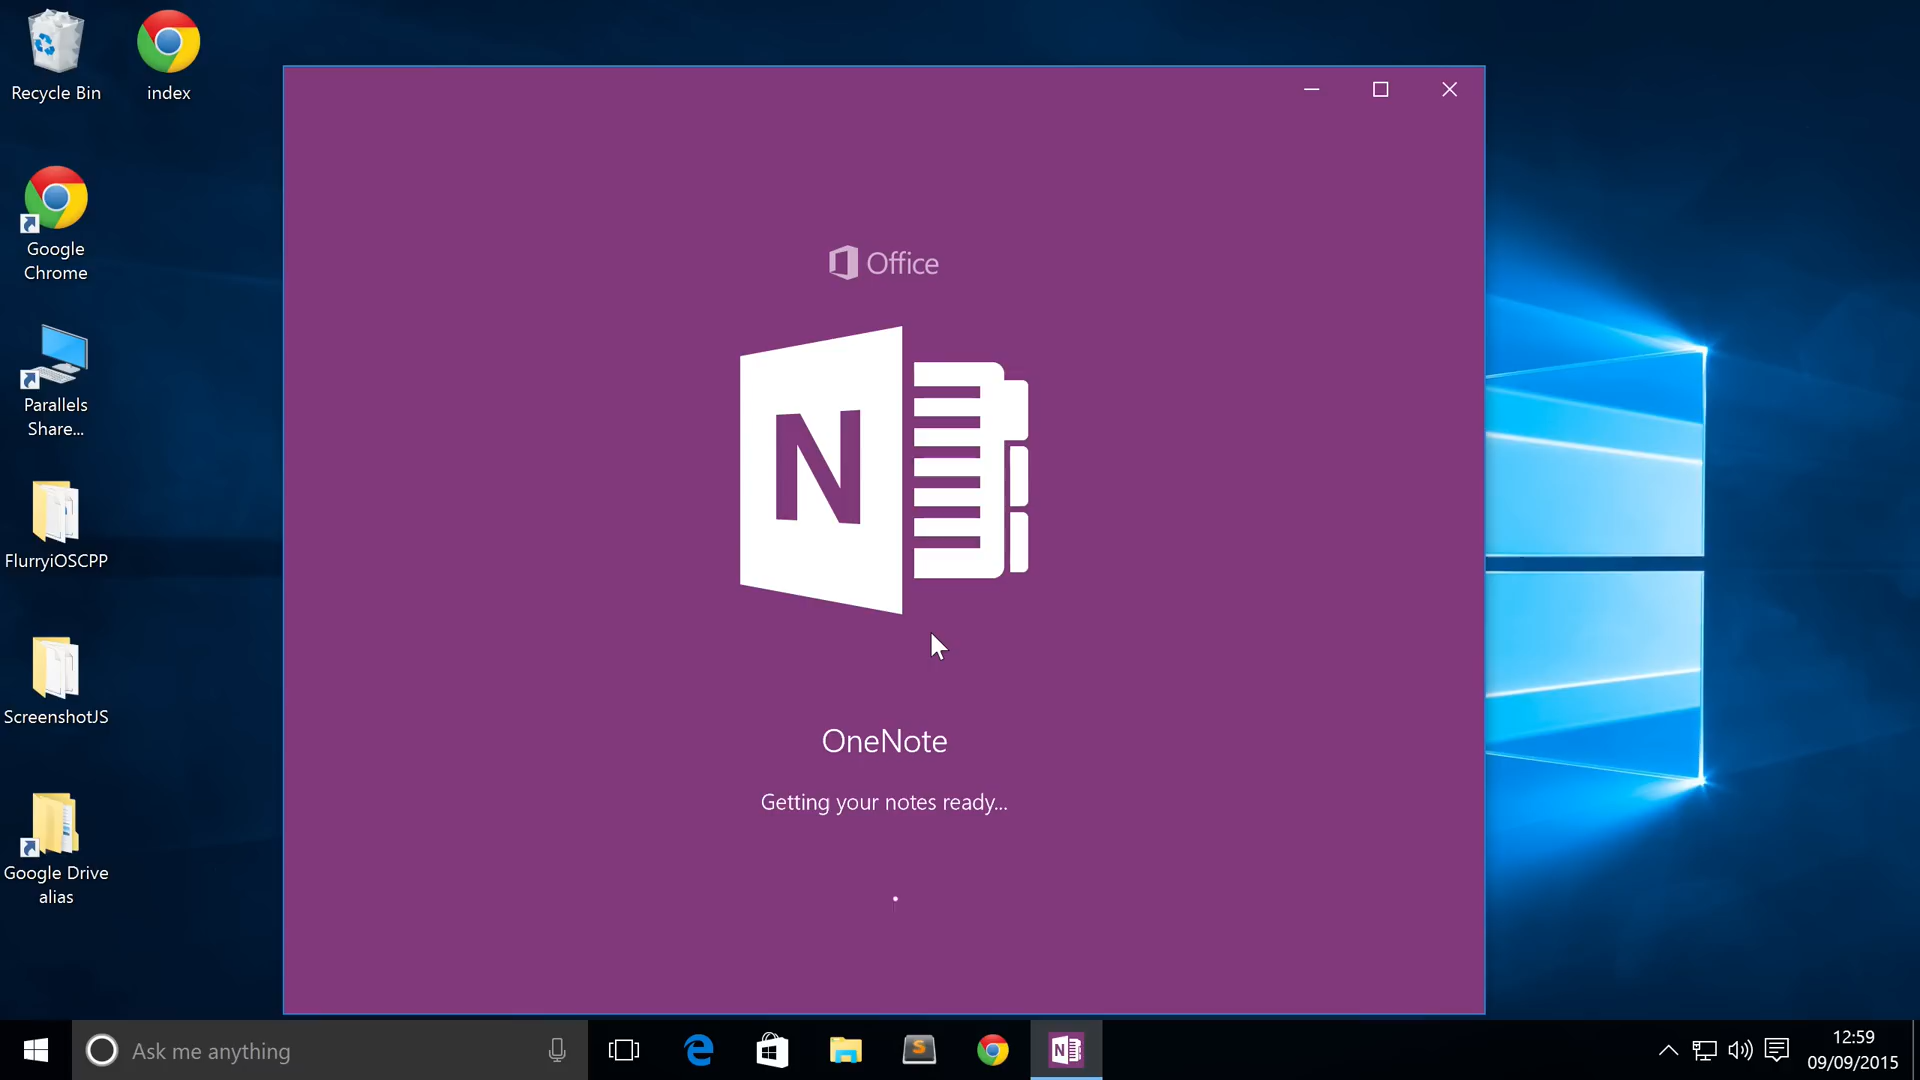 Recycle Bin
index
Google
Chrome
Parallels
Share...
FlurryiOSCPP
ScreenshotJS
Google Drive
alias
Office
N
OneNote
Getting your notes ready...
Ask me anything
S
N
12:59
09/09/2015